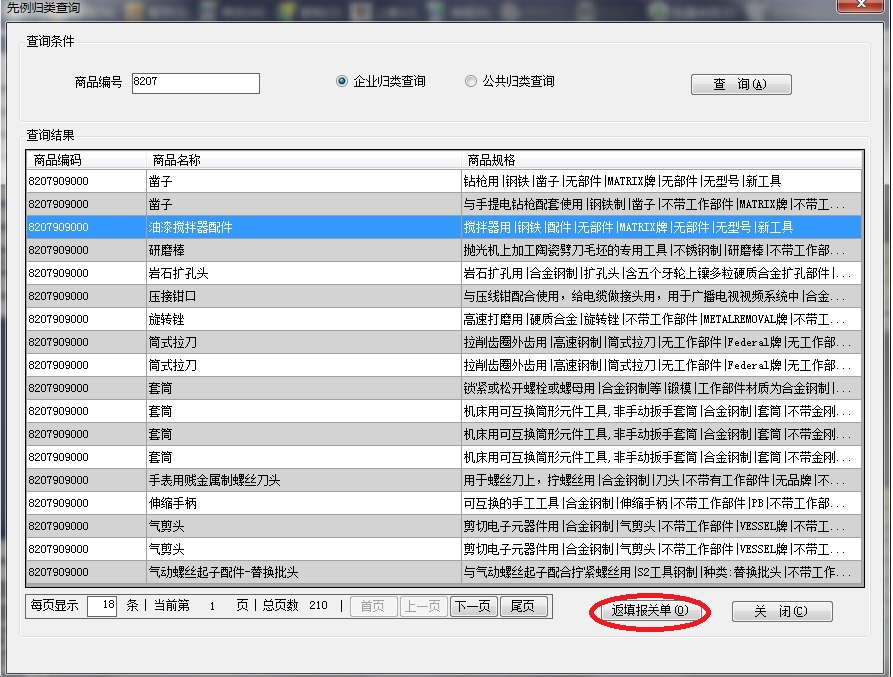 先例归类查询
x
查询条件
商品编号 8207 企业归类查询 公共归类查询 查 询(A)
查询结果
商品编码 商品名称 商品规格
8207909000 凿子 钻枪用|钢铁|凿子|无部件|MATRIX牌|无部件|无型号|新工具
8207909000 凿子 与手提电钻枪配套使用|钢铁制|凿子|不带工作部件|MATRIX牌|不带工...
8207909000 油漆搅拌器配件 搅拌器用|钢铁|配件|无部件|MATRIX牌|无部件|无型号|新工具
8207909000 研磨棒 抛光机上加工陶瓷劈刀毛坯的专用工具|不锈钢制|研磨棒|不带工作部...
8207909000 岩石扩孔头 岩石扩孔用|合金钢制|扩孔头|含五个牙轮上镶多粒硬质合金扩孔部件|...
8207909000 压接钳口 与压线钳配合使用，给电缆做接头用，用于广播电视视频系统中|合金...
8207909000 旋转锉 高速打磨用|硬质合金|旋转锉|不带工作部件|METALREMOVAL牌|不带工...
8207909000 筒式拉刀 拉削齿圈外齿用|高速钢制|筒式拉刀|无工作部件|Federal牌|无工作部...
8207909000 筒式拉刀 拉削齿圈外齿用|高速钢制|筒式拉刀|无工作部件|Federal牌|无工作部...
8207909000 套筒 锁紧或松开螺栓或螺母用|合金钢制等|锻模|工作部件材质为合金钢制|...
8207909000 套筒 机床用可互换筒形元件工具,非手动扳手套筒|合金钢制|套筒|不带金刚...
8207909000 套筒 机床用可互换筒形元件工具,非手动扳手套筒|合金钢制|套筒|不带金刚...
8207909000 套筒 机床用可互换筒形元件工具,非手动扳手套筒|合金钢制|套筒|不带金刚...
8207909000 手表用贱金属制螺丝刀头 用于螺丝刀上，拧螺丝用|合金钢制|刀头|不带有工作部件|无品牌|不...
8207909000 伸缩手柄 可互换的手工工具|合金钢制|伸缩手柄|不带工作部件|PB|不带工作部...
8207909000 气剪头 剪切电子元器件用|合金钢制|气剪头|不带工作部件|VESSEL牌|不带工...
8207909000 气剪头 剪切电子元器件用|合金钢制|气剪头|不带工作部件|VESSEL牌|不带工...
8207909000 气动螺丝起子配件-替换批头 与气动螺丝起子配合拧紧螺丝用|S2工具钢制|种类:替换批头|不带工作...
每页显示 18 条 | 当前第 1 页 | 总页数 210 | 首页 上一页 下一页 尾页 返填报关单(O) 关 闭(C)